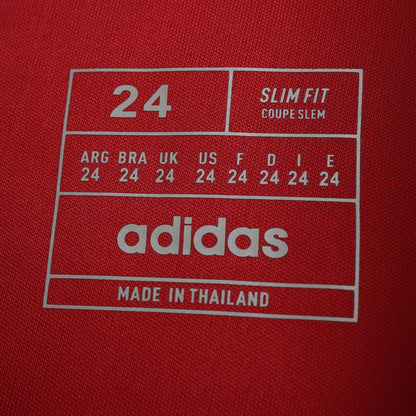 24
SLIM FIT
COUPE SLEM
ARG BRA UK US F D I E
24 24 24 24 24 24 24 24
adidas
MADE IN THAILAND